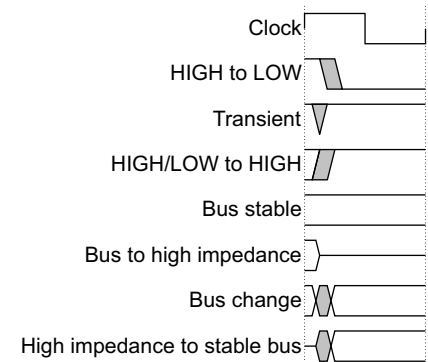 Clock
HIGH to LOW
Transient
HIGH/LOW to HIGH
Bus stable
Bus to high impedance
Bus change
High impedance to stable bus